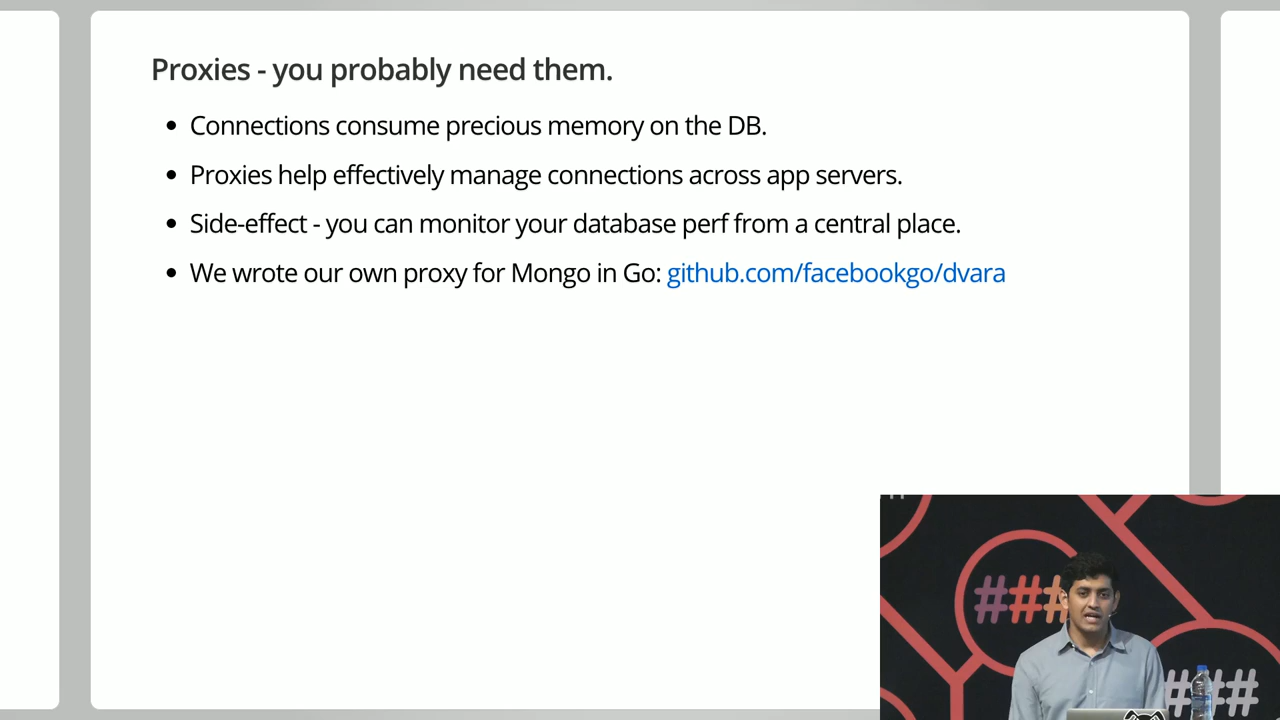 Proxies - you probably need them.
Connections consume precious memory on the DB.
Proxies help effectively manage connections across app servers.
Side-effect - you can monitor your database perf from a central place.
We wrote our own proxy for Mongo in Go: github.com/facebookgo/dvara
###
###